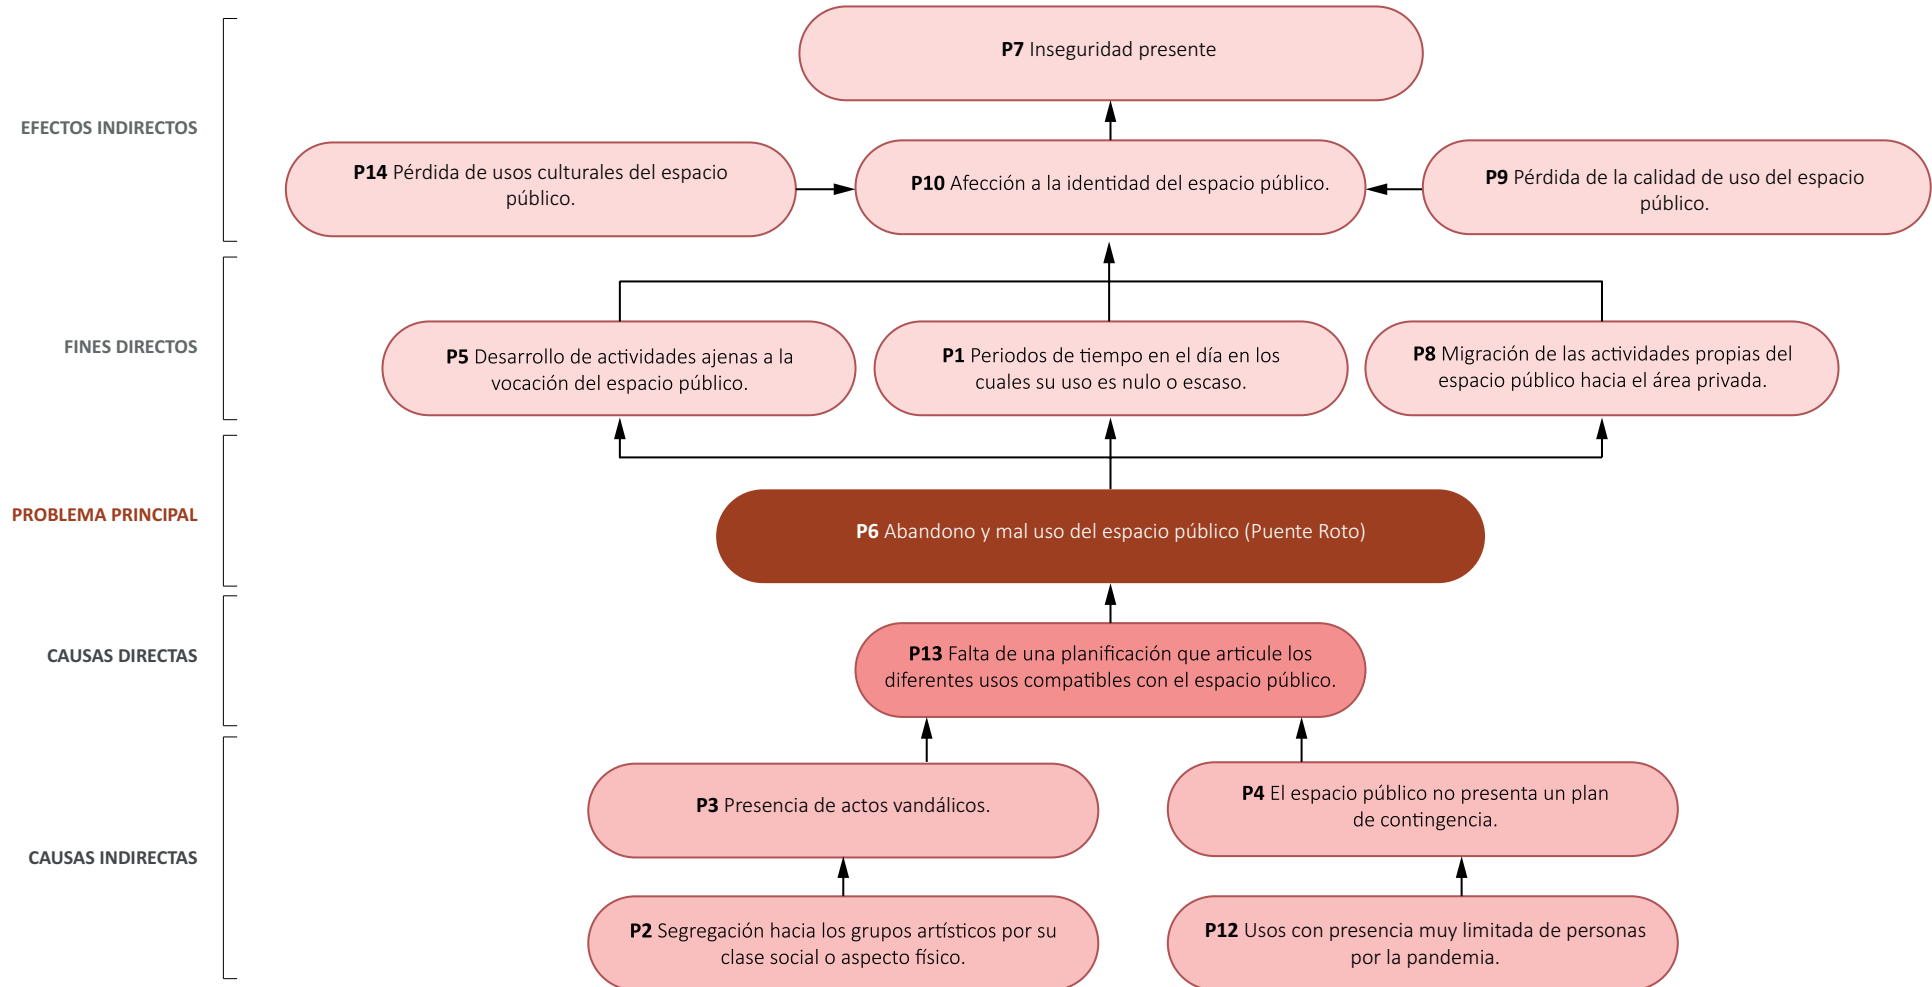 P7 Inseguridad presente
EFECTOS INDIRECTOS
P14 Pérdida de usos culturales del espacio
público.
P10 Afección a la identidad del espacio público.
P9 Pérdida de la calidad de uso del espacio
público.
FINES DIRECTOS
P5 Desarrollo de actividades ajenas a la
vocación del espacio público.
P1 Periodos de tiempo en el día en los
cuales su uso es nulo o escaso.
P8 Migración de las actividades propias del
espacio público hacia el área privada.
PROBLEMA PRINCIPAL
P6 Abandono y mal uso del espacio público (Puente Roto)
CAUSAS DIRECTAS
P13 Falta de una planificación que articule los
diferentes usos compatibles con el espacio público.
CAUSAS INDIRECTAS
P3 Presencia de actos vandálicos.
P4 El espacio público no presenta un plan
de contingencia.
P2 Segregación hacia los grupos artísticos por su
clase social o aspecto físico.
P12 Usos con presencia muy limitada de personas
por la pandemia.